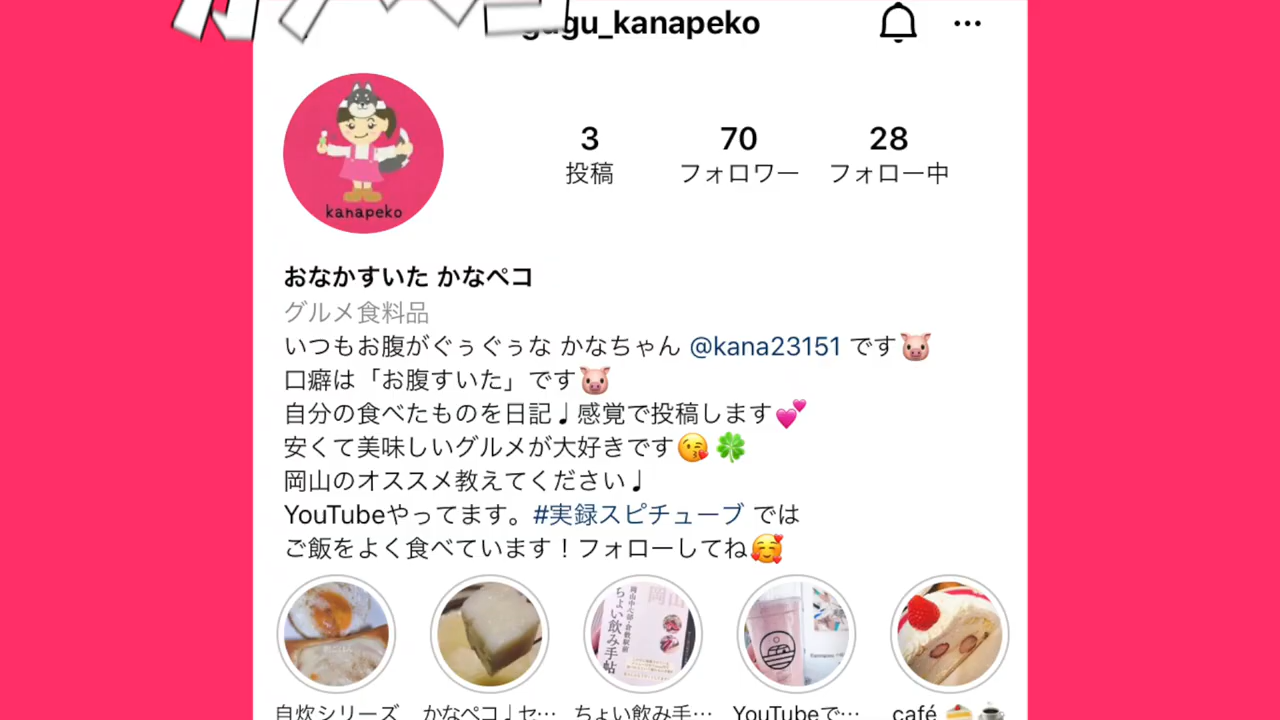 gugu_kanapeko
3
70
28
投稿
フォロワー
フォロー中
kanapeko
おなかすいた かなペコ
グルメ食料品
いつもお腹がぐぅぐぅな かなちゃん @kana23151 です🐷
口癖は「お腹すいた」です🐷
自分の食べたものを日記♩感覚で投稿します💕
安くて美味しいグルメが大好きです😘🍀
岡山のオススメ教えてください♩
YouTubeやってます。#実録スピチューブ では
ご飯をよく食べています！フォローしてね🥰
岡山
ちょい飲み手帖
自炊シリーズ
かなペコ♩セ…
ちょい飲み手…
YouTubeで…
café 🍰☕